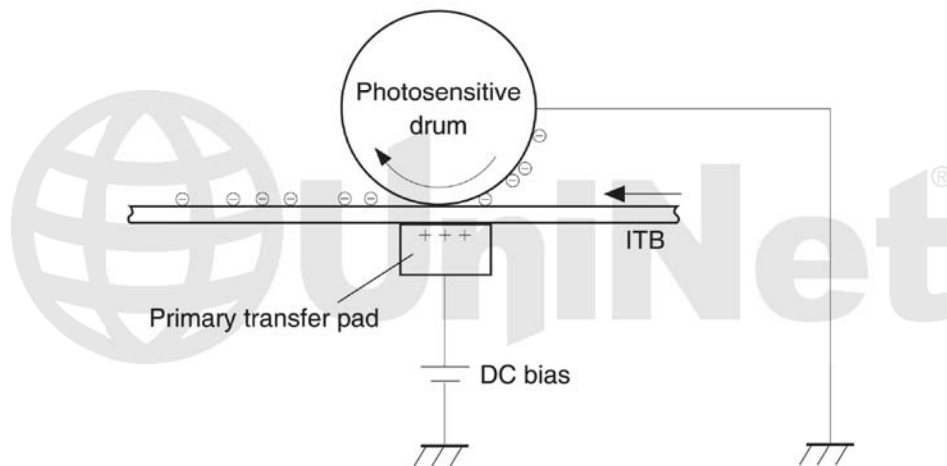 Photosensitive
drum
UniNet®
ITB
+ + +
Primary transfer pad
DC bias